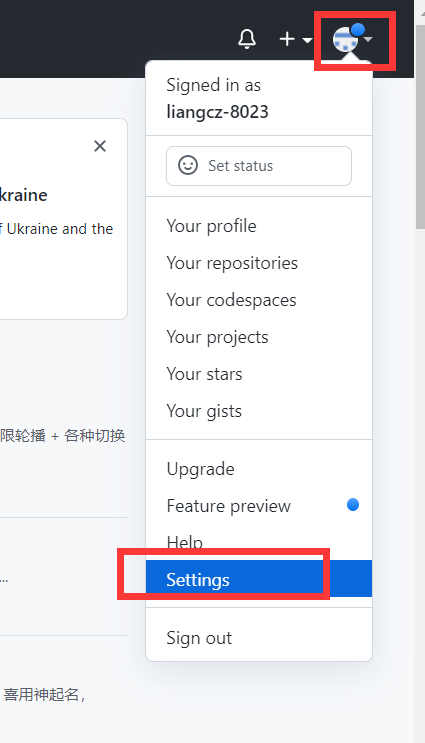 Signed in as
liangcz-8023
Set status
kraine
f Ukraine and the
Your profile
Your repositories
Your codespaces
Your projects
Your stars
Your gists
限轮播 + 各种切换
Upgrade
Feature preview
Help
...
Settings
Sign out
喜用神起名，